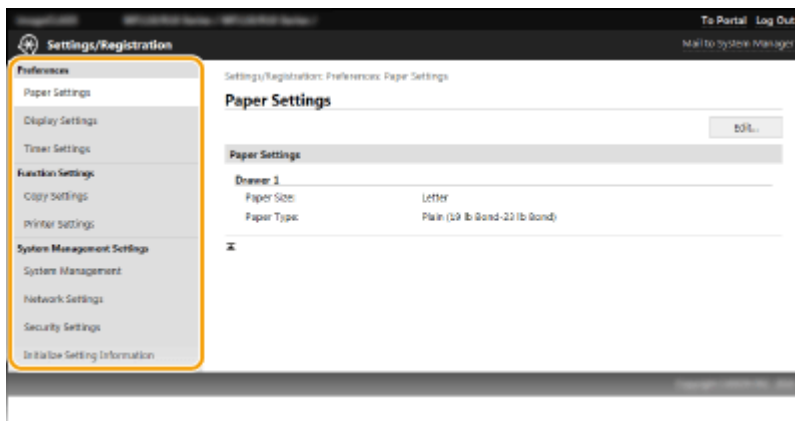 To Portal Log Out
Settings/Registration
Mail to System Manager
Preferences
Paper Settings
Display Settings
Timer Settings
Function Settings
Copy Settings
Printer Settings
System Management Settings
System Management
Network Settings
Security Settings
Initialize Setting Information
Settings/Registration: Preferences: Paper Settings
Paper Settings
Edit...
Paper Settings
Drawer 1
Paper Size: Letter
Paper Type: Plain (19 lb Bond-23 lb Bond)